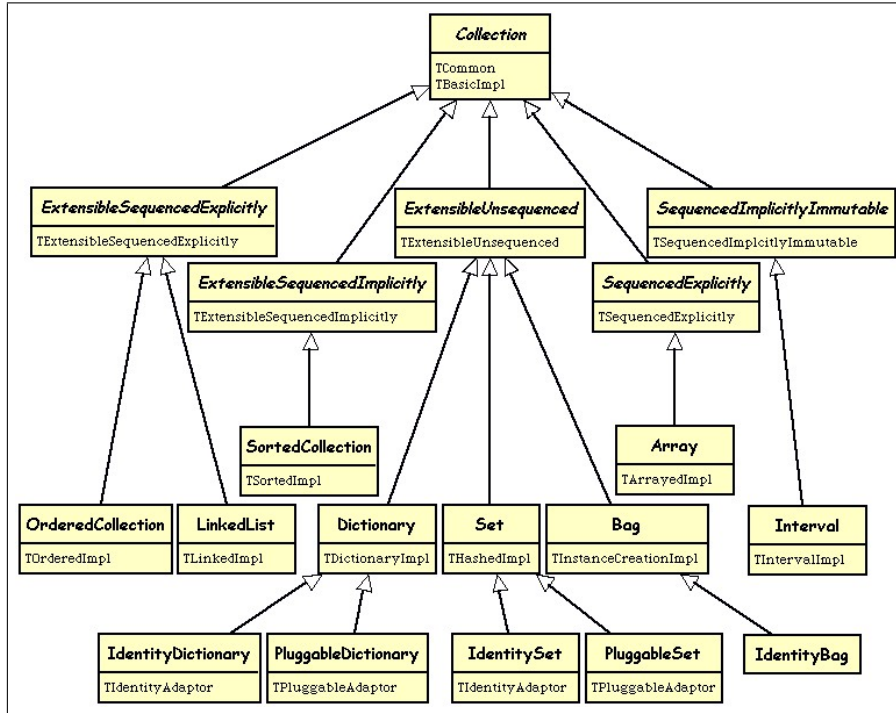 Collection
TCommon
TBasicImpl
ExtensibleSequencedExplicitly
TExtensibleSequencedExplicitly
ExtensibleUnsequenced
TExtensibleUnsequenced
SequencedImplicitlyImmutable
TSequencedImplcitlyImmutable
ExtensibleSequencedImplicitly
TExtensibleSequencedImplicitly
SequencedExplicitly
TSequencedExplicitly
SortedCollection
TSortedImpl
Array
TArrayedImpl
OrderedCollection
TOrderedImpl
LinkedList
TLinkedImpl
Dictionary
TDictionaryImpl
Set
THashedImpl
Bag
TInstanceCreationImpl
Interval
TIntervalImpl
IdentityDictionary
TIdentityAdaptor
PluggableDictionary
TPluggableAdaptor
IdentitySet
TIdentityAdaptor
PluggableSet
TPluggableAdaptor
IdentityBag